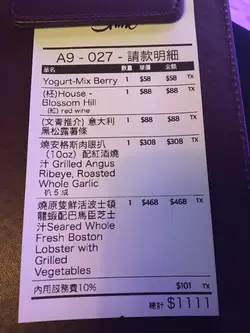 A9 - 027 - 請款明細
品名 數量 單價 金額
Yogurt-Mix Berry 1 $58 $58 TX
(杯)House - 1 $88 $88 TX
Blossom Hill
(紅) red wine
(文青推介) 意大利 1 $88 $88 TX
黑松露薯條
燒安格斯肉眼扒 1 $308 $308 TX
(10oz) 配紅酒燒
汁 Grilled Angus
Ribeye, Roasted
Whole Garlic
扒 5 成
燒原隻鮮活波士頓 1 $468 $468 TX
龍蝦配巴馬臣芝士
汁Seared Whole
Fresh Boston
Lobster with
Grilled
Vegetables
內用服務費10% $101 TX
總計 $1111